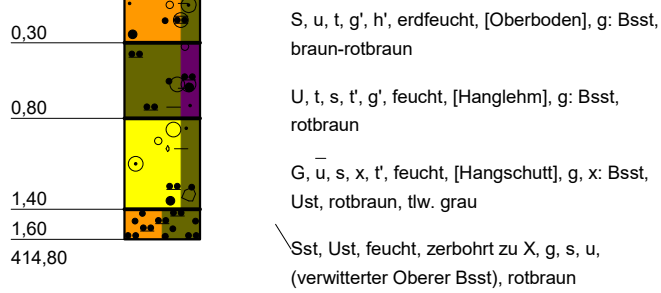 S, u, t, g', h', erdfeucht, [Oberboden], g: Bsst,
braun-rotbraun
0,30
U, t, s, t', g', feucht, [Hanglehm], g: Bsst,
rotbraun
0,80
G, ū, s, x, t', feucht, [Hangschutt], g, x: Bsst,
Ust, rotbraun, tlw. grau
1,40
Sst, Ust, feucht, zerbohrt zu X, g, s, u,
(verwitterter Oberer Bsst), rotbraun
1,60
414,80